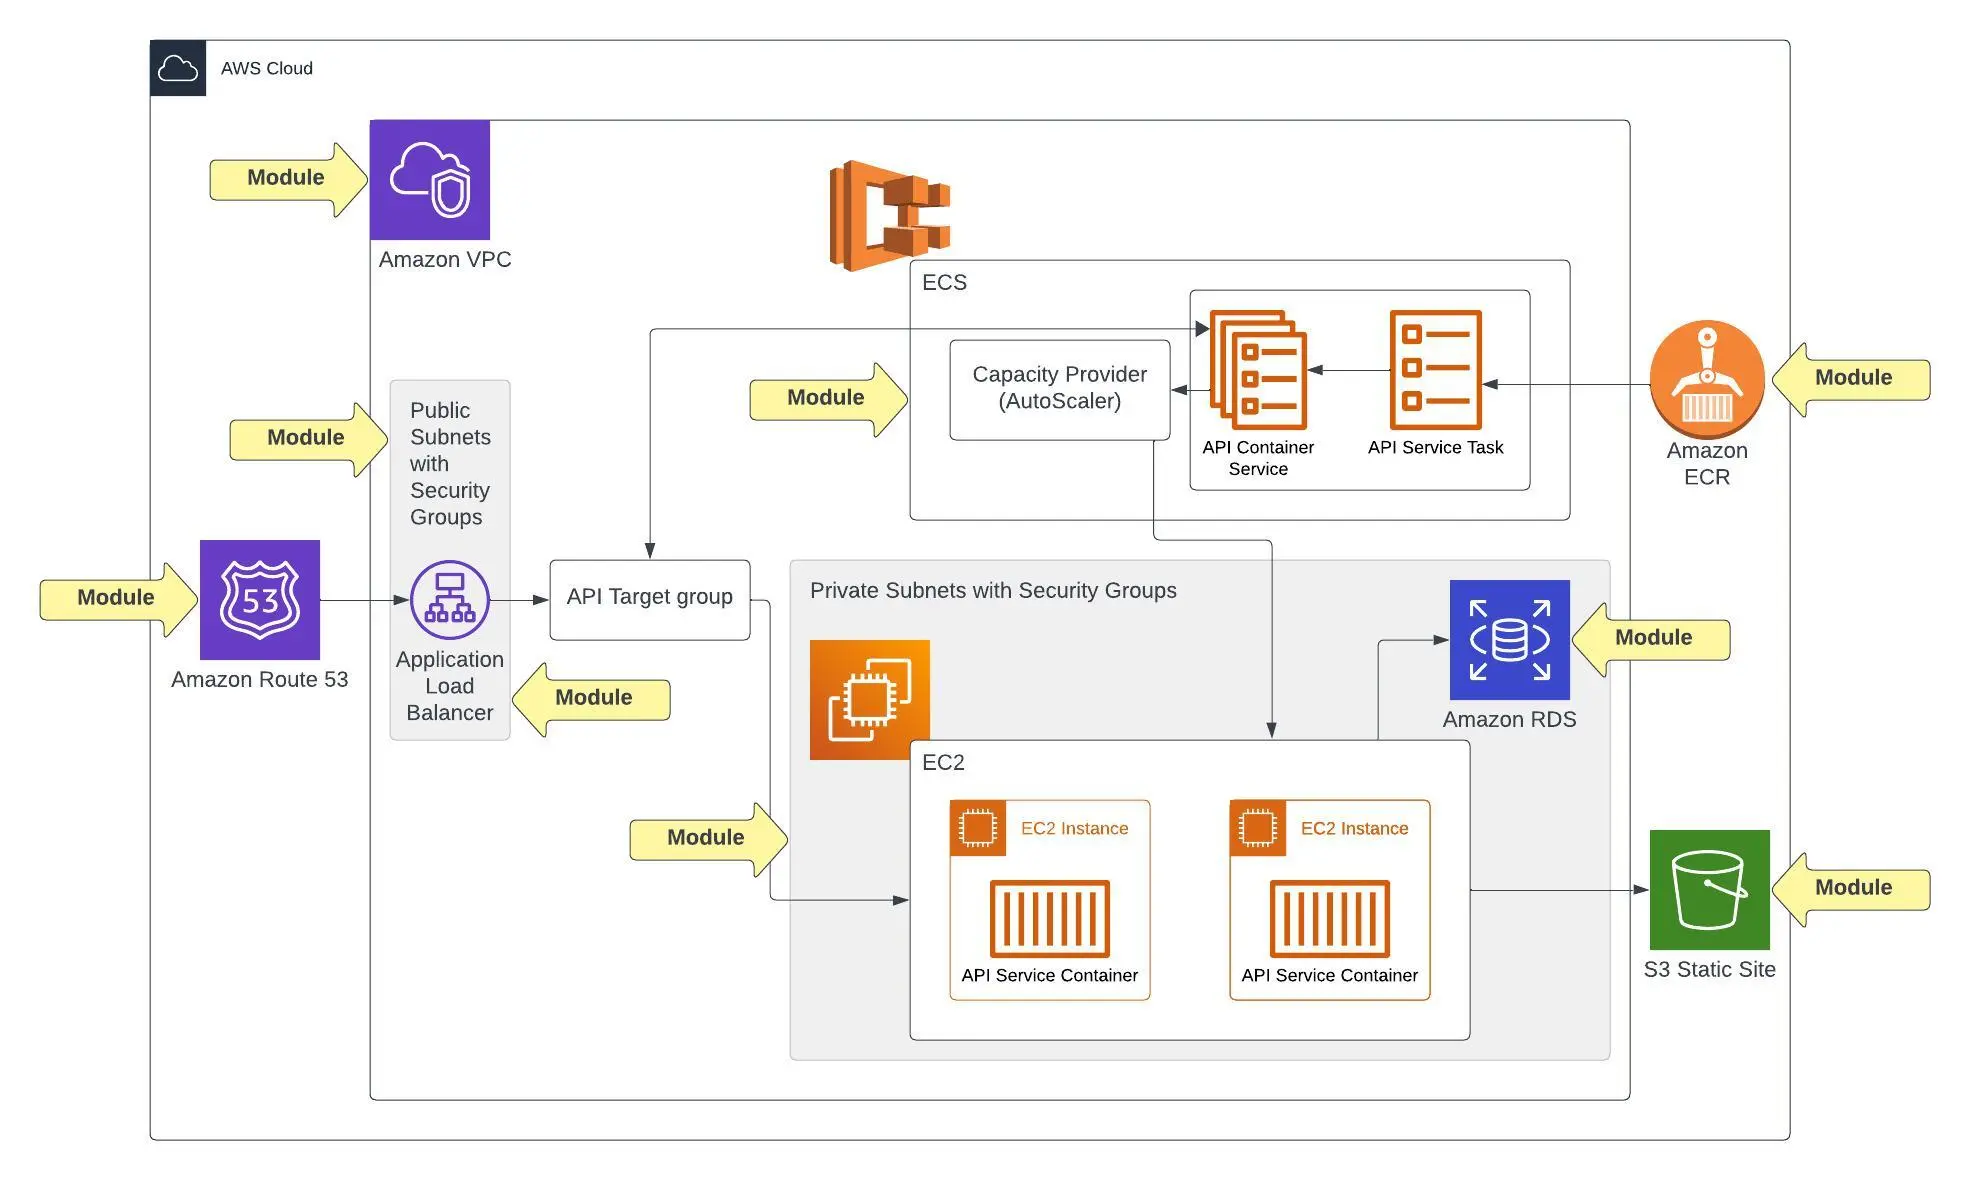 AWS Cloud
Module
Amazon VPC
ECS
Module
Capacity Provider
(AutoScaler)
API Container
Service
API Service Task
Module
Amazon
ECR
Module
Public
Subnets
with
Security
Groups
Module
53
Amazon Route 53
Application
Load
Balancer
Module
API Target group
Private Subnets with Security Groups
Module
Amazon RDS
EC2
Module
EC2 Instance
API Service Container
EC2 Instance
API Service Container
Module
S3 Static Site